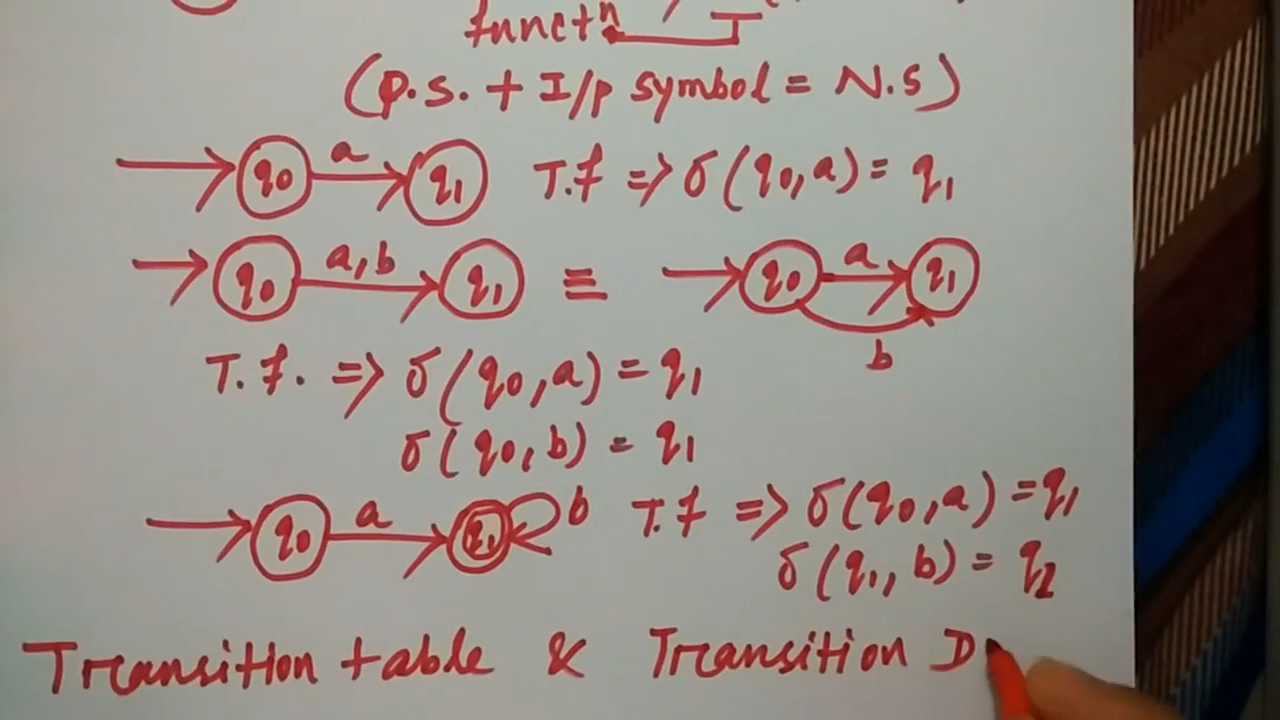 functn
(P.S. + I/p symbol = N.S)
q0 a q1 T.f => δ(q0,a) = q1
q0 a,b q1 ≡ q0 a q1
b
T.f. => δ(q0,a) = q1
δ(q0,b) = q1
q0 a q1 b T.f => δ(q0,a) = q1
δ(q1,b) = q2
Transition table & Transition D